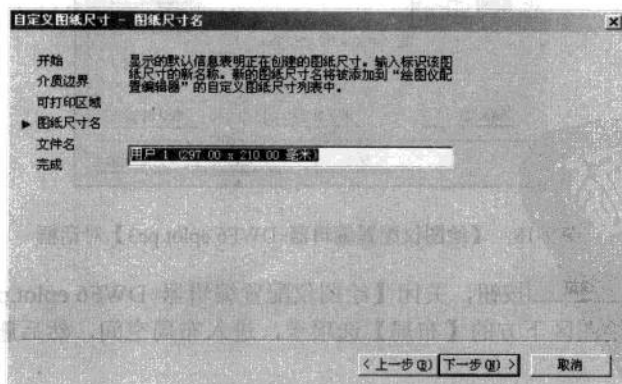 自定义图纸尺寸 - 图纸尺寸名
开始
介质边界
可打印区域
图纸尺寸名
文件名
完成
显示的默认信息表明正在创建的图纸尺寸。输入标识该图
纸尺寸的新名称。新的图纸尺寸名将被添加到“绘图仪配
置编辑器”的自定义图纸尺寸列表中。
用户 1 (297.00 x 210.00 毫米)
< 上一步(B)
下一步(N) >
取消